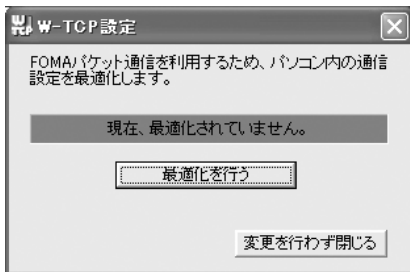 W-TCP設定
FOMAパケット通信を利用するため、パソコン内の通信
設定を最適化します。
現在、最適化されていません。
最適化を行う
変更を行わず閉じる